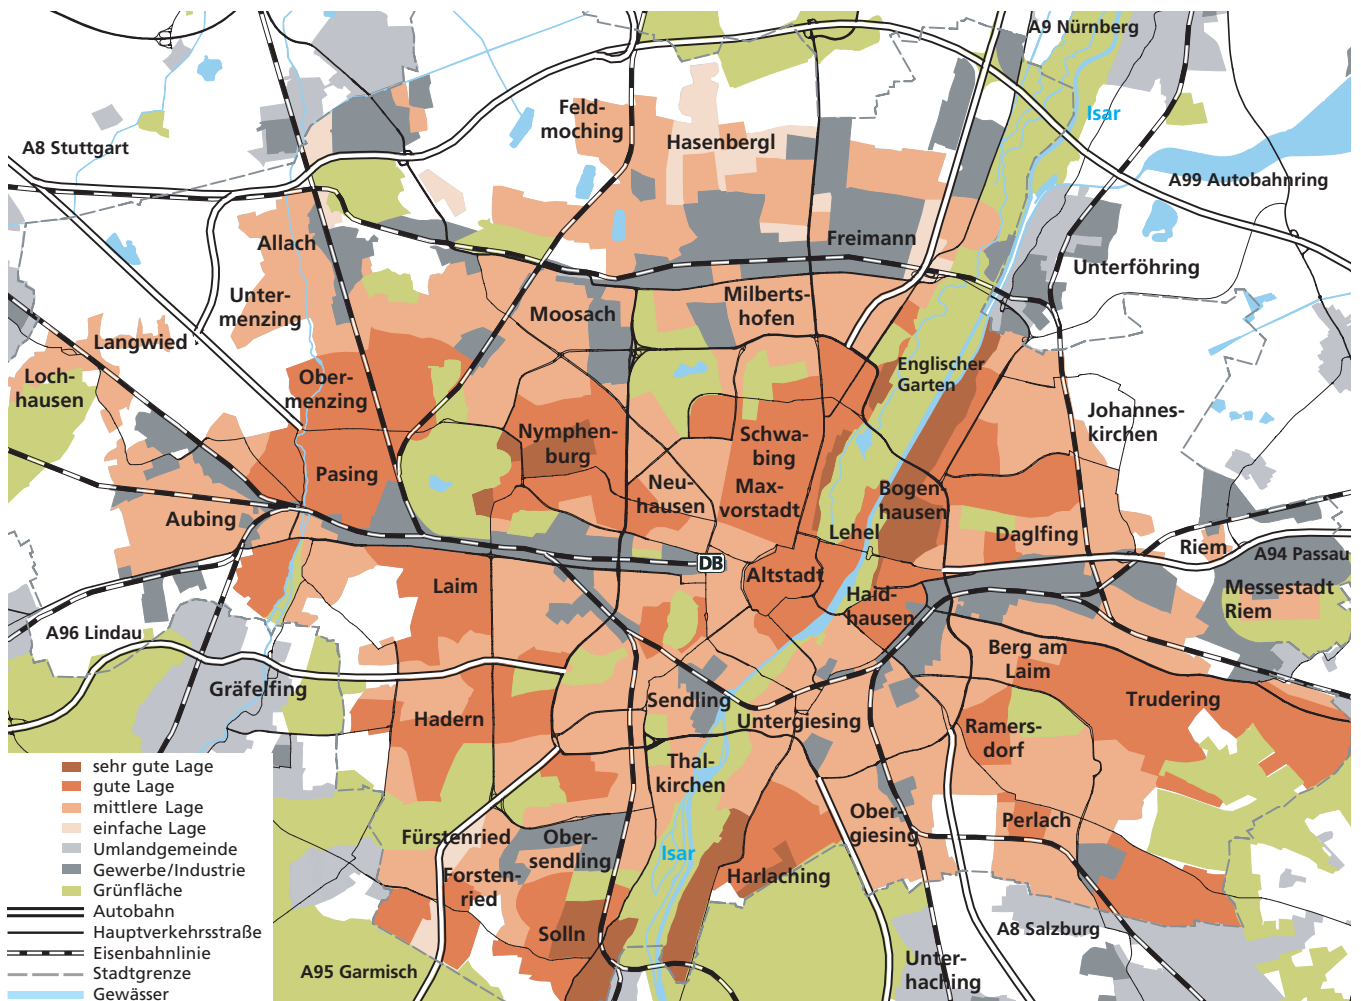 A9 Nürnberg
Isar
Feld-
moching
Hasenbergl
A8 Stuttgart
A99 Autobahnring
Allach
Freimann
Unterföhring
Unter-
menzing
Moosach
Milberts-
hofen
Langwied
Loch-
hausen
Ober-
menzing
Englischer
Garten
Johannes-
kirchen
Nymphen-
burg
Schwa-
bing
Pasing
Neu-
hausen
Max-
vorstadt
Bogen-
hausen
Aubing
Lehel
Daglfing
Riem
A94 Passau
DB
Altstadt
Laim
Haid-
hausen
Messestadt
Riem
A96 Lindau
Berg am
Laim
Gräfelfing
Sendling
Trudering
Hadern
Untergiesing
Ramers-
dorf
Thal-
kirchen
Ober-
giesing
Perlach
Fürstenried
Ober-
sendling
Isar
Forsten-
ried
Harlaching
Solln
A8 Salzburg
A95 Garmisch
Unter-
haching
sehr gute Lage
gute Lage
mittlere Lage
einfache Lage
Umlandgemeinde
Gewerbe/Industrie
Grünfläche
Autobahn
Hauptverkehrsstraße
Eisenbahnlinie
Stadtgrenze
Gewässer